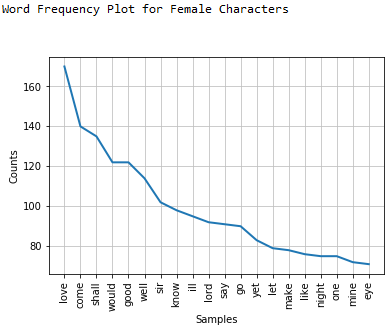 Word Frequency Plot for Female Characters
160
140
120
100
80
Counts
love
come
shall
would
good
well
sir
know
ill
lord
say
go
yet
let
make
like
night
one
mine
eye
Samples